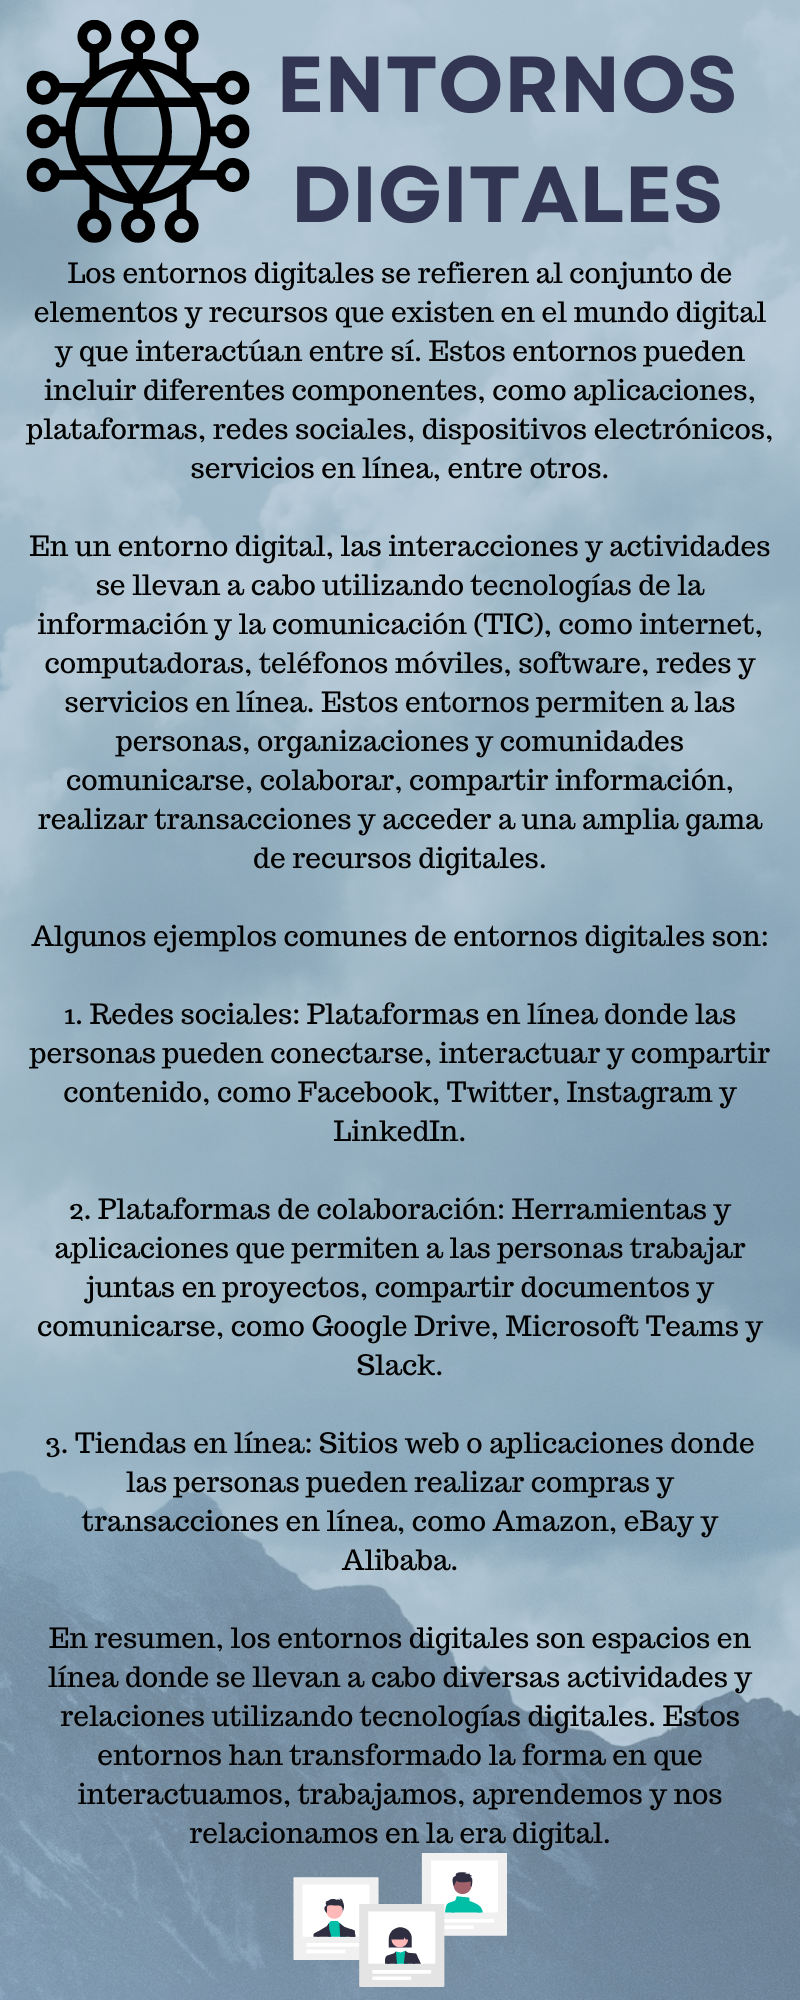 ENTORNOS
DIGITALES
Los entornos digitales se refieren al conjunto de
elementos y recursos que existen en el mundo digital
y que interactúan entre sí. Estos entornos pueden
incluir diferentes componentes, como aplicaciones,
plataformas, redes sociales, dispositivos electrónicos,
servicios en línea, entre otros.
En un entorno digital, las interacciones y actividades
se llevan a cabo utilizando tecnologías de la
información y la comunicación (TIC), como internet,
computadoras, teléfonos móviles, software, redes y
servicios en línea. Estos entornos permiten a las
personas, organizaciones y comunidades
comunicarse, colaborar, compartir información,
realizar transacciones y acceder a una amplia gama
de recursos digitales.
Algunos ejemplos comunes de entornos digitales son:
1. Redes sociales: Plataformas en línea donde las
personas pueden conectarse, interactuar y compartir
contenido, como Facebook, Twitter, Instagram y
LinkedIn.
2. Plataformas de colaboración: Herramientas y
aplicaciones que permiten a las personas trabajar
juntas en proyectos, compartir documentos y
comunicarse, como Google Drive, Microsoft Teams y
Slack.
3. Tiendas en línea: Sitios web o aplicaciones donde
las personas pueden realizar compras y
transacciones en línea, como Amazon, eBay y
Alibaba.
En resumen, los entornos digitales son espacios en
línea donde se llevan a cabo diversas actividades y
relaciones utilizando tecnologías digitales. Estos
entornos han transformado la forma en que
interactuamos, trabajamos, aprendemos y nos
relacionamos en la era digital.